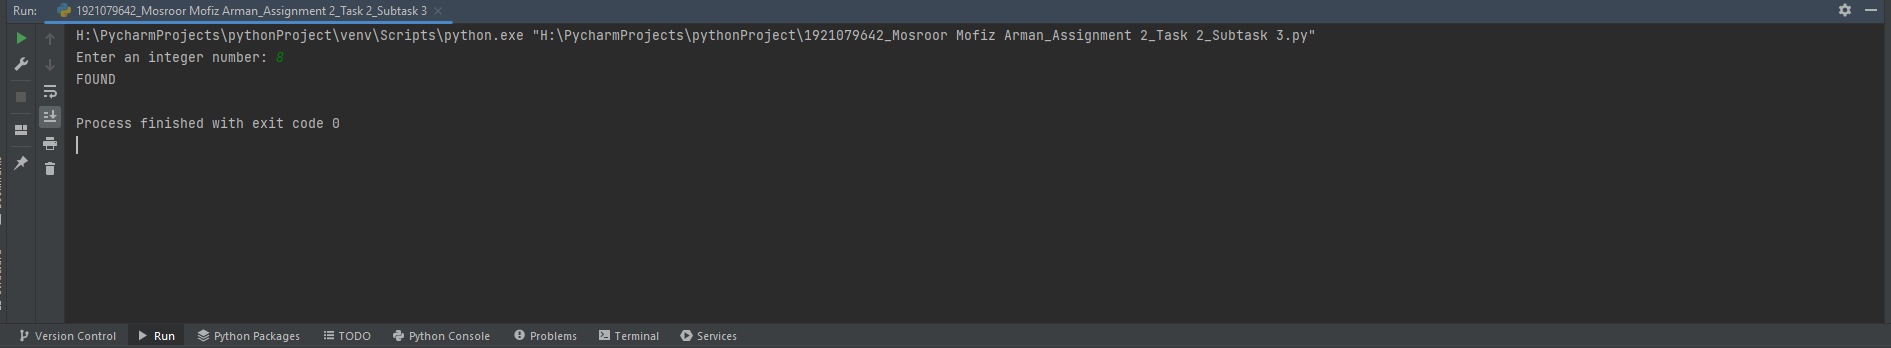 Run: 1921079642_Mosroor Mofiz Arman_Assignment 2_Task 2_Subtask 3
H:\PycharmProjects\pythonProject\venv\Scripts\python.exe "H:\PycharmProjects\pythonProject\1921079642_Mosroor Mofiz Arman_Assignment 2_Task 2_Subtask 3.py"
Enter an integer number: 8
FOUND
Process finished with exit code 0
Version Control Run Python Packages TODO Python Console Problems Terminal Services